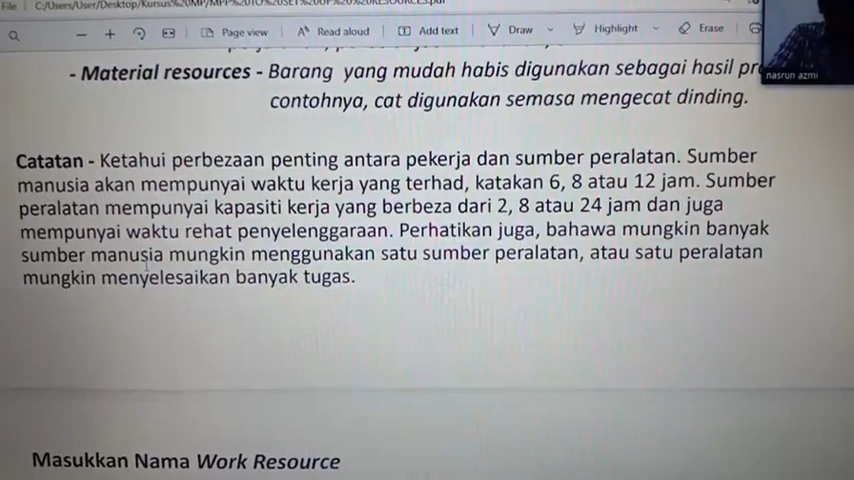 File C:/Users/User/Desktop/Kursus%20MP/MPP%20TO%20SET%20UP%20%20RESOURCES.pdf
Page view Read aloud Add text Draw Highlight Erase
nasrun azmi
- Material resources - Barang yang mudah habis digunakan sebagai hasil
contohnya, cat digunakan semasa mengecat dinding.
Catatan - Ketahui perbezaan penting antara pekerja dan sumber peralatan. Sumber
manusia akan mempunyai waktu kerja yang terhad, katakan 6, 8 atau 12 jam. Sumber
peralatan mempunyai kapasiti kerja yang berbeza dari 2, 8 atau 24 jam dan juga
mempunyai waktu rehat penyelenggaraan. Perhatikan juga, bahawa mungkin banyak
sumber manusia mungkin menggunakan satu sumber peralatan, atau satu peralatan
mungkin menyelesaikan banyak tugas.
Masukkan Nama Work Resource